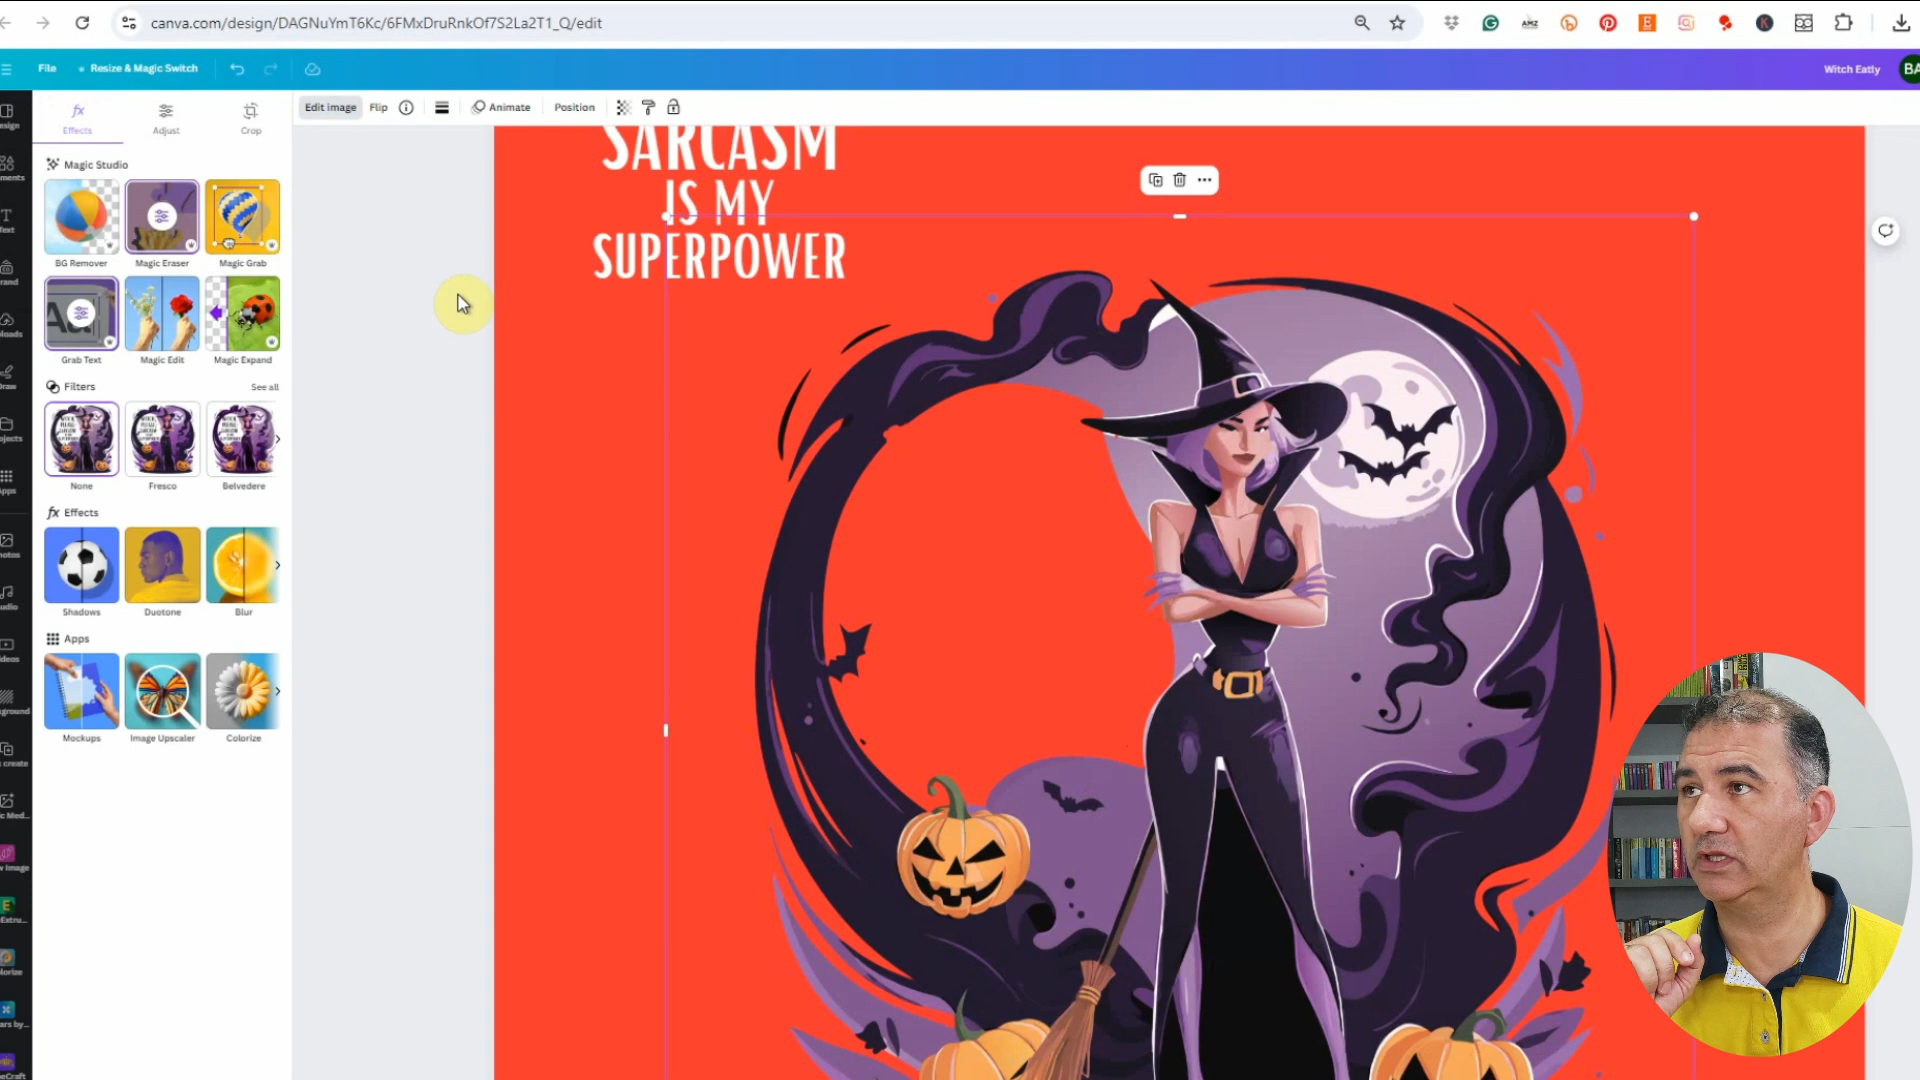 canva.com/design/DAGNuYmT6Kc/6FMxDruRnkOf7S2La2T1_Q/edit
File
Resize & Magic Switch
Witch Eatly
BA
Effects
Adjust
Crop
Edit image
Flip
Animate
Position
Magic Studio
BG Remover
Magic Eraser
Magic Grab
Grab Text
Magic Edit
Magic Expand
Filters
See all
None
Fresco
Belvedere
fx Effects
Shadows
Duotone
Blur
Apps
Mockups
Image Upscaler
Colorize
SARCASM
IS MY
SUPERPOWER